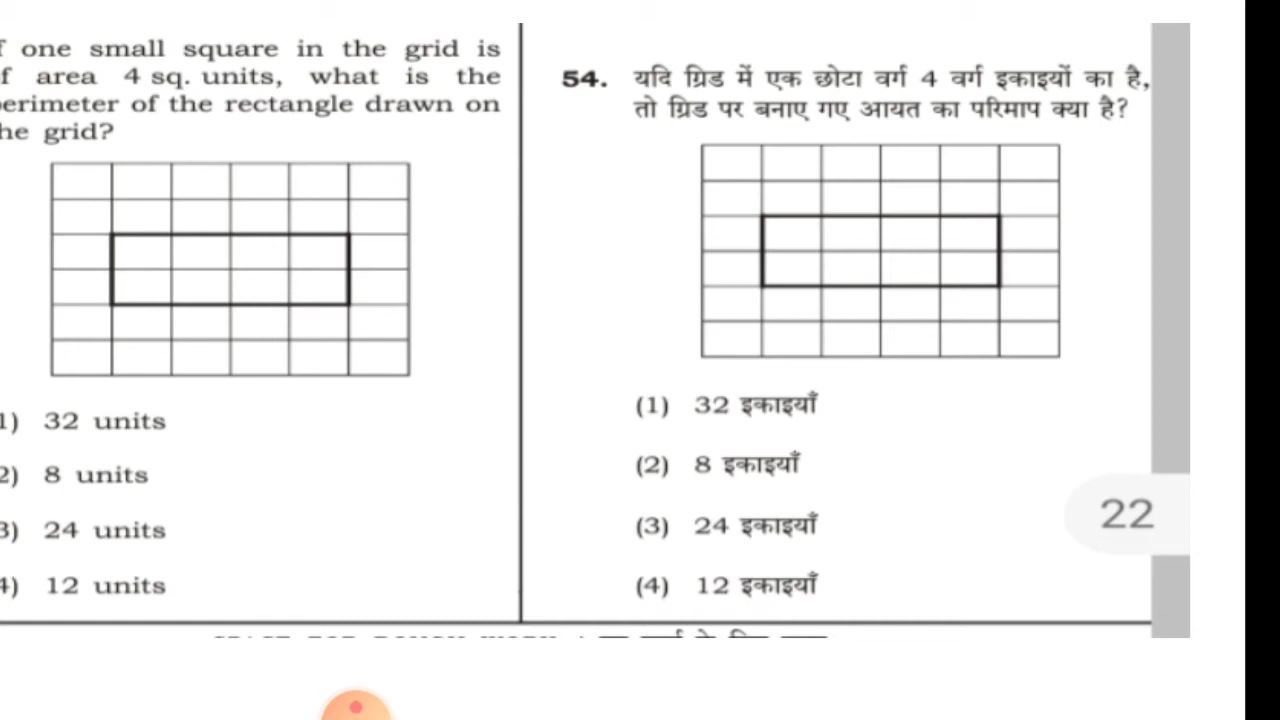 one small square in the grid is
area 4 sq. units, what is the
perimeter of the rectangle drawn on
the grid?
1) 32 units
2) 8 units
3) 24 units
4) 12 units
54. यदि ग्रिड में एक छोटा वर्ग 4 वर्ग इकाइयों का है,
तो ग्रिड पर बनाए गए आयत का परिमाप क्या है?
(1) 32 इकाइयाँ
(2) 8 इकाइयाँ
(3) 24 इकाइयाँ
(4) 12 इकाइयाँ
22